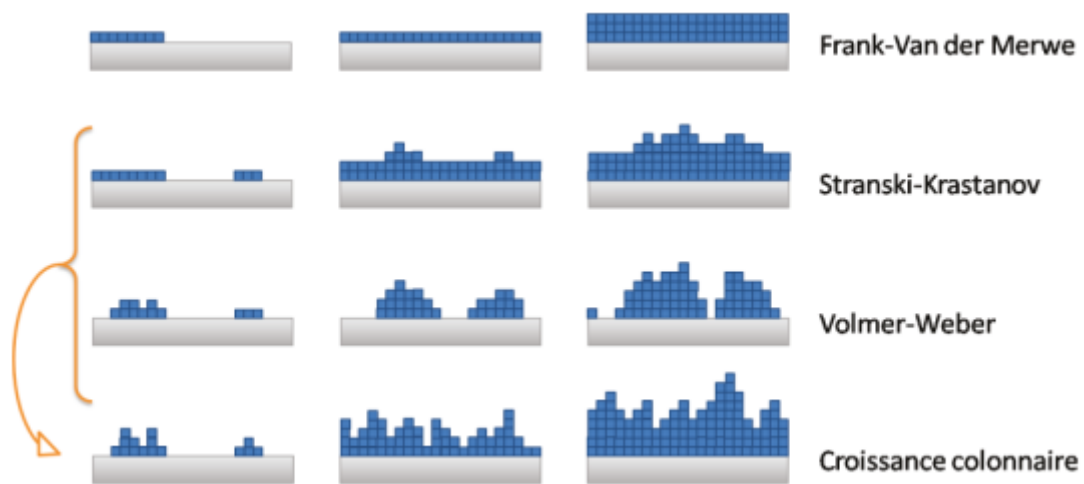 Frank-Van der Merwe
Stranski-Krastanov
Volmer-Weber
Croissance colonnaire